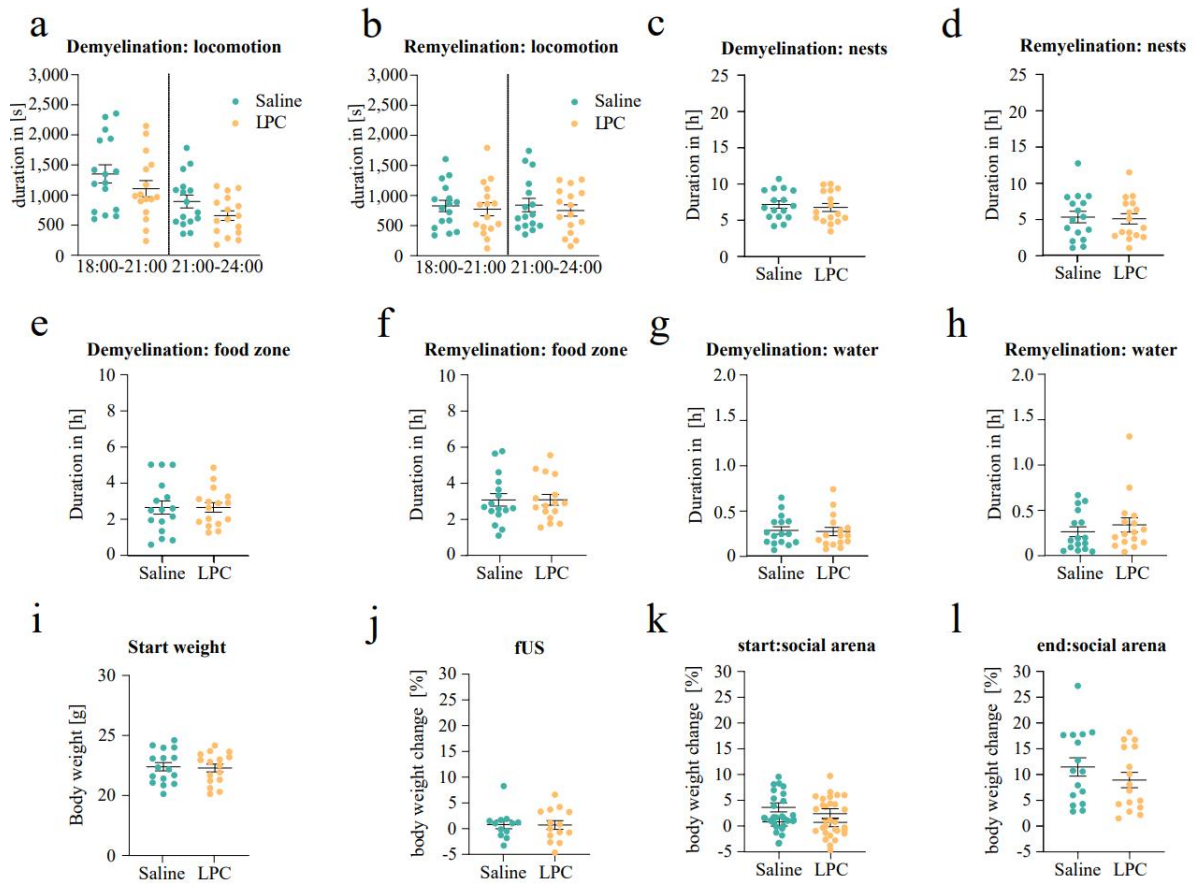 a
Demyelination: locomotion
duration in [s]
3,000
2,500
2,000
1,500
1,000
500
0
Saline
LPC
18:00-21:00 21:00-24:00
b
Remyelination: locomotion
duration in [s]
3,000
2,500
2,000
1,500
1,000
500
0
Saline
LPC
18:00-21:00 21:00-24:00
c
Demyelination: nests
Duration in [h]
25
20
15
10
5
0
Saline LPC
d
Remyelination: nests
Duration in [h]
25
20
15
10
5
0
Saline LPC
e
Demyelination: food zone
Duration in [h]
10
8
6
4
2
0
Saline LPC
f
Remyelination: food zone
Duration in [h]
10
8
6
4
2
0
Saline LPC
g
Demyelination: water
Duration in [h]
2.0
1.5
1.0
0.5
0
Saline LPC
h
Remyelination: water
Duration in [h]
2.0
1.5
1.0
0.5
0
Saline LPC
i
Start weight
Body weight [g]
30
25
20
0
Saline LPC
j
fUS
body weight change [%]
30
25
20
15
10
5
0
-5
Saline LPC
k
start:social arena
body weight change [%]
30
25
20
15
10
5
0
-5
Saline LPC
l
end:social arena
body weight change [%]
30
25
20
15
10
5
0
-5
Saline LPC